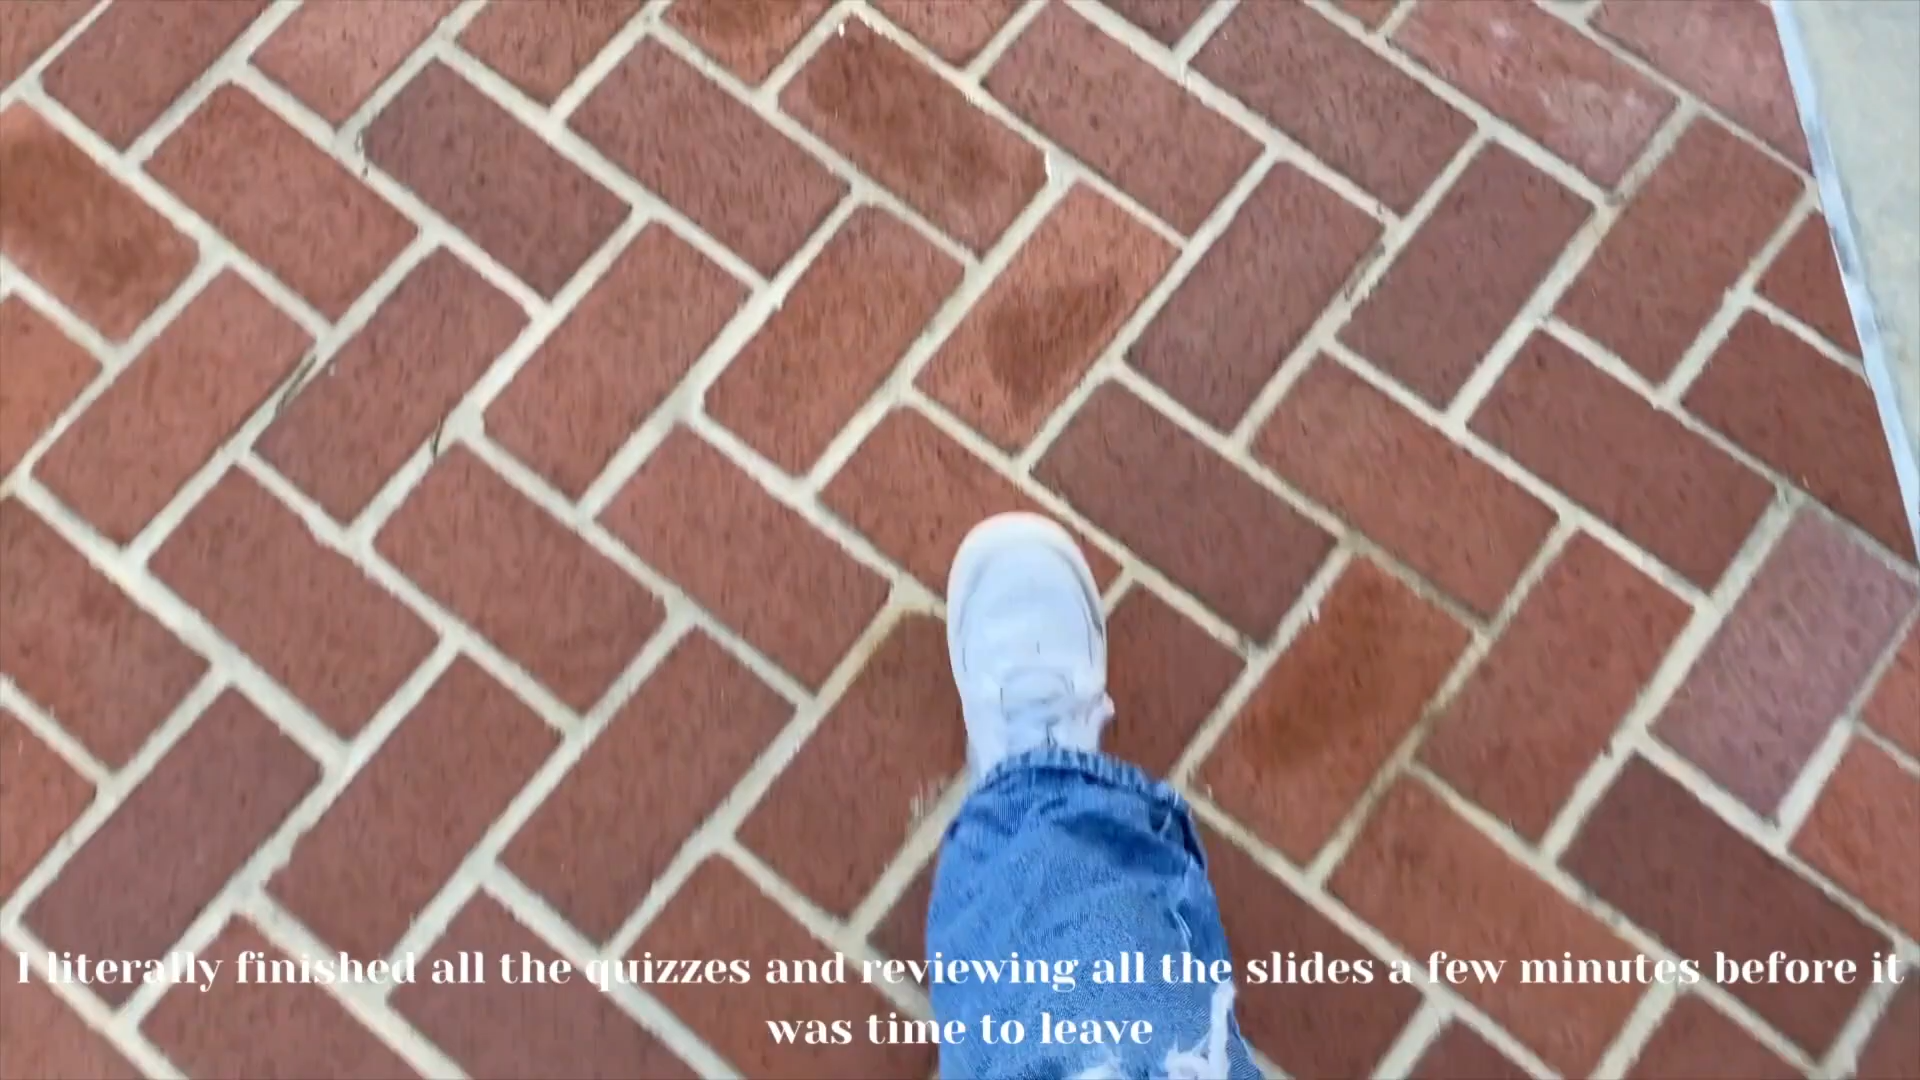 I literally finished all the quizzes and reviewing all the slides a few minutes before it
was time to leave